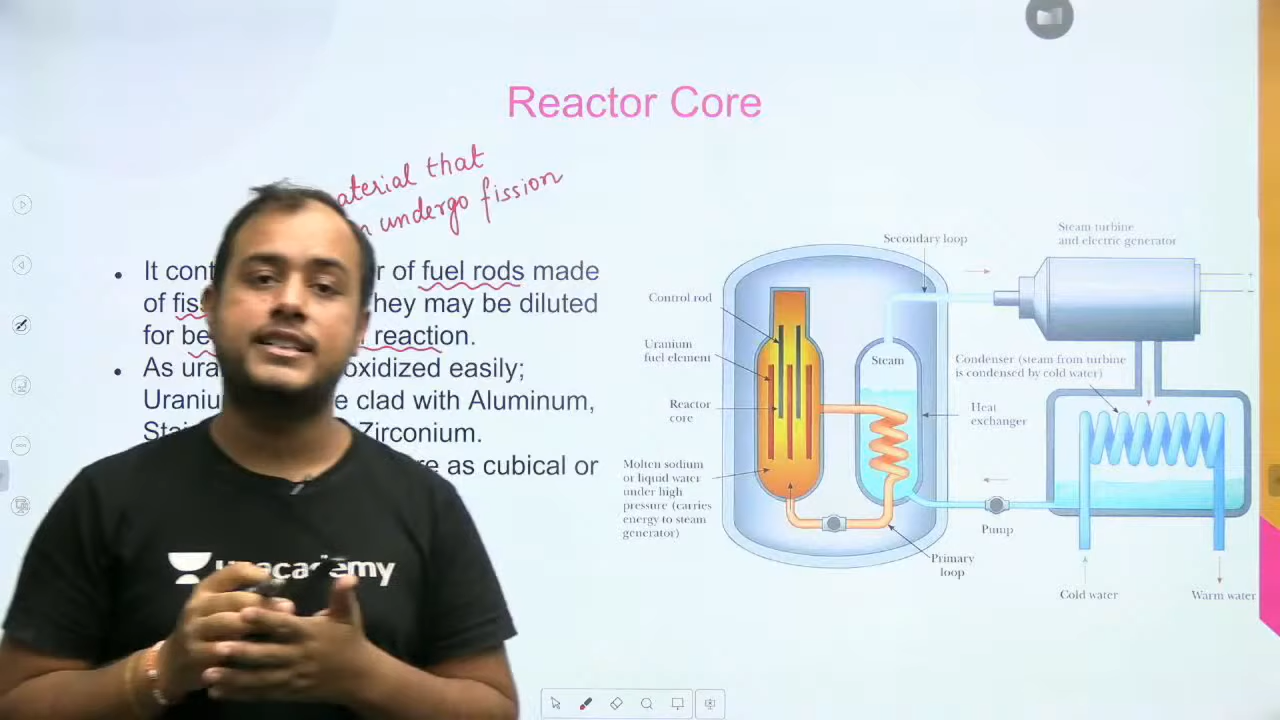 Reactor Core
material that
undergo fission
It cont r of fuel rods made
of fiss hey may be diluted
for be reaction.
As ura oxidized easily;
Uraniu e clad with Aluminum,
Stai Zirconium.
re as cubical or
Secondary loop
Steam turbine
and electric generator
Control rod
Uranium
fuel element
Steam
Condenser (steam from turbine
is condensed by cold water)
Reactor
core
Heat
exchanger
Molten sodium
or liquid water
under high
pressure (carries
energy to steam
generator)
Pump
Primary
loop
Cold water
Warm water
+
unacademy